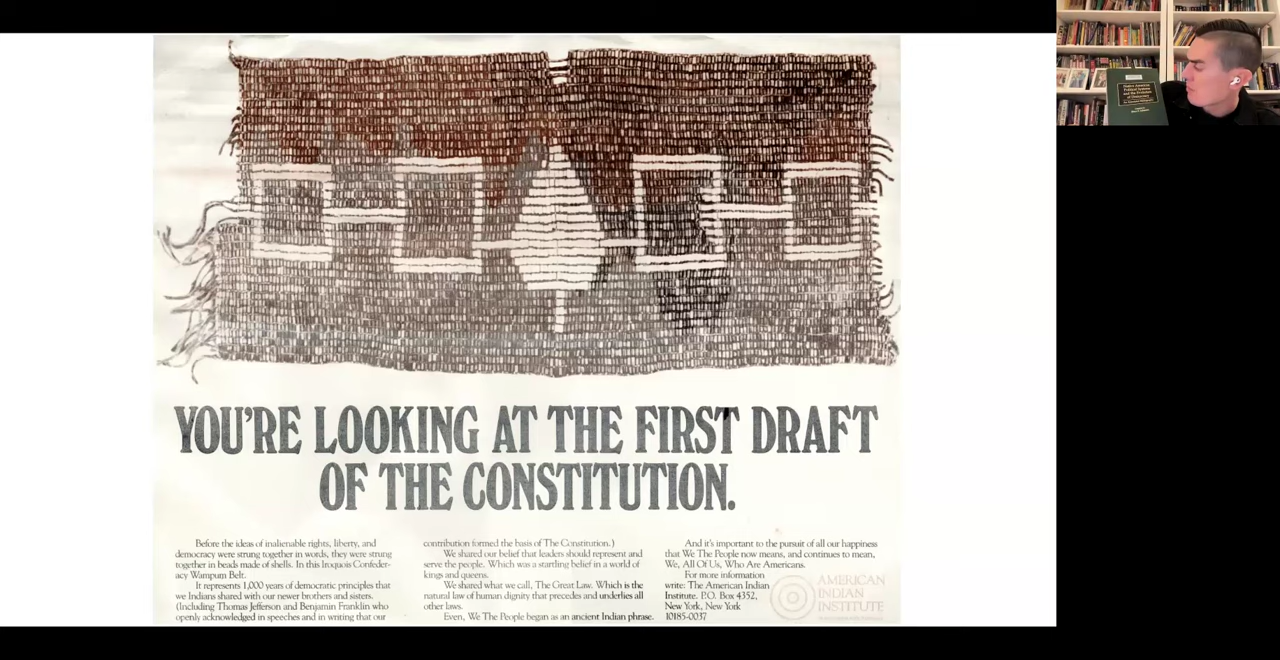 YOU'RE LOOKING AT THE FIRST DRAFT
OF THE CONSTITUTION.
Before the ideas of inalienable rights, liberty, and
democracy were strung together in words, they were strung
together in beads made of shells. In this Iroquois Confeder-
acy Wampum Belt.
It represents 1,000 years of democratic principles that
we Indians shared with our newer brothers and sisters.
(Including Thomas Jefferson and Benjamin Franklin who
openly acknowledged in speeches and in writing that our
contribution formed the basis of The Constitution.)
We shared our belief that leaders should represent and
serve the people. Which was a startling belief in a world of
kings and queens.
We shared what we call, The Great Law. Which is the
natural law of human dignity that precedes and underlies all
other laws.
Even, We The People began as an ancient Indian phrase.
And it's important to the pursuit of all our happiness
that We The People now means, and continues to mean,
We, All Of Us, Who Are Americans.
For more information
write: The American Indian
Institute. P.O. Box 4352,
New York, New York
10185-0037
AMERICAN
INDIAN
INSTITUTE
Native American
Political Systems
and the Evolution
of Democracy